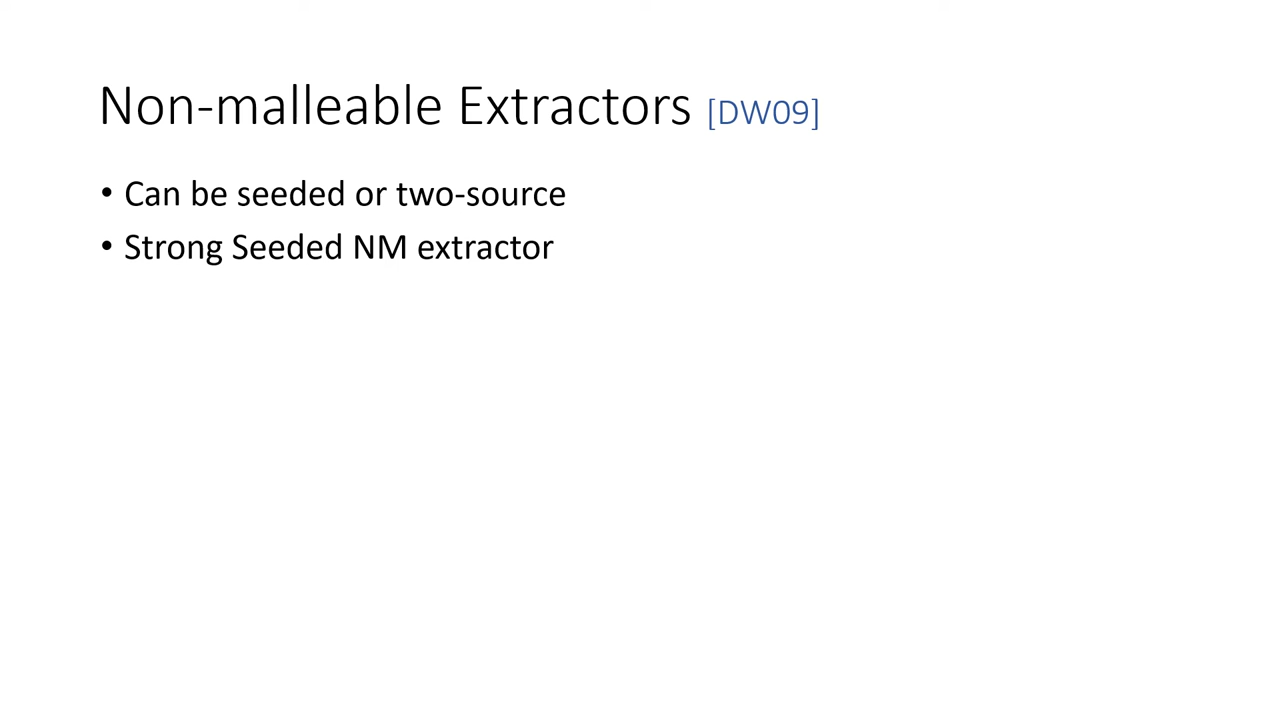 Non-malleable Extractors [DW09]
• Can be seeded or two-source
• Strong Seeded NM extractor